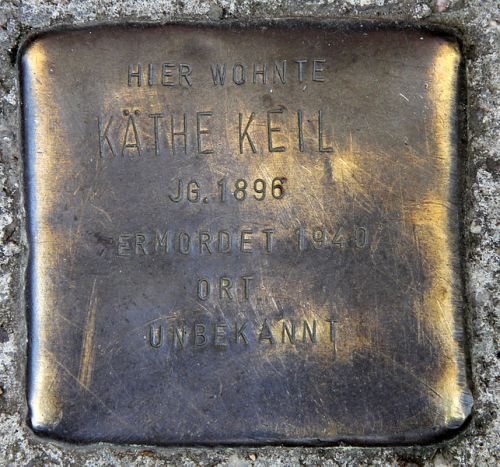 HIER WOHNTE
KÄTHE KEIL
JG. 1896
ERMORDET 1940
ORT
UNBEKANNT